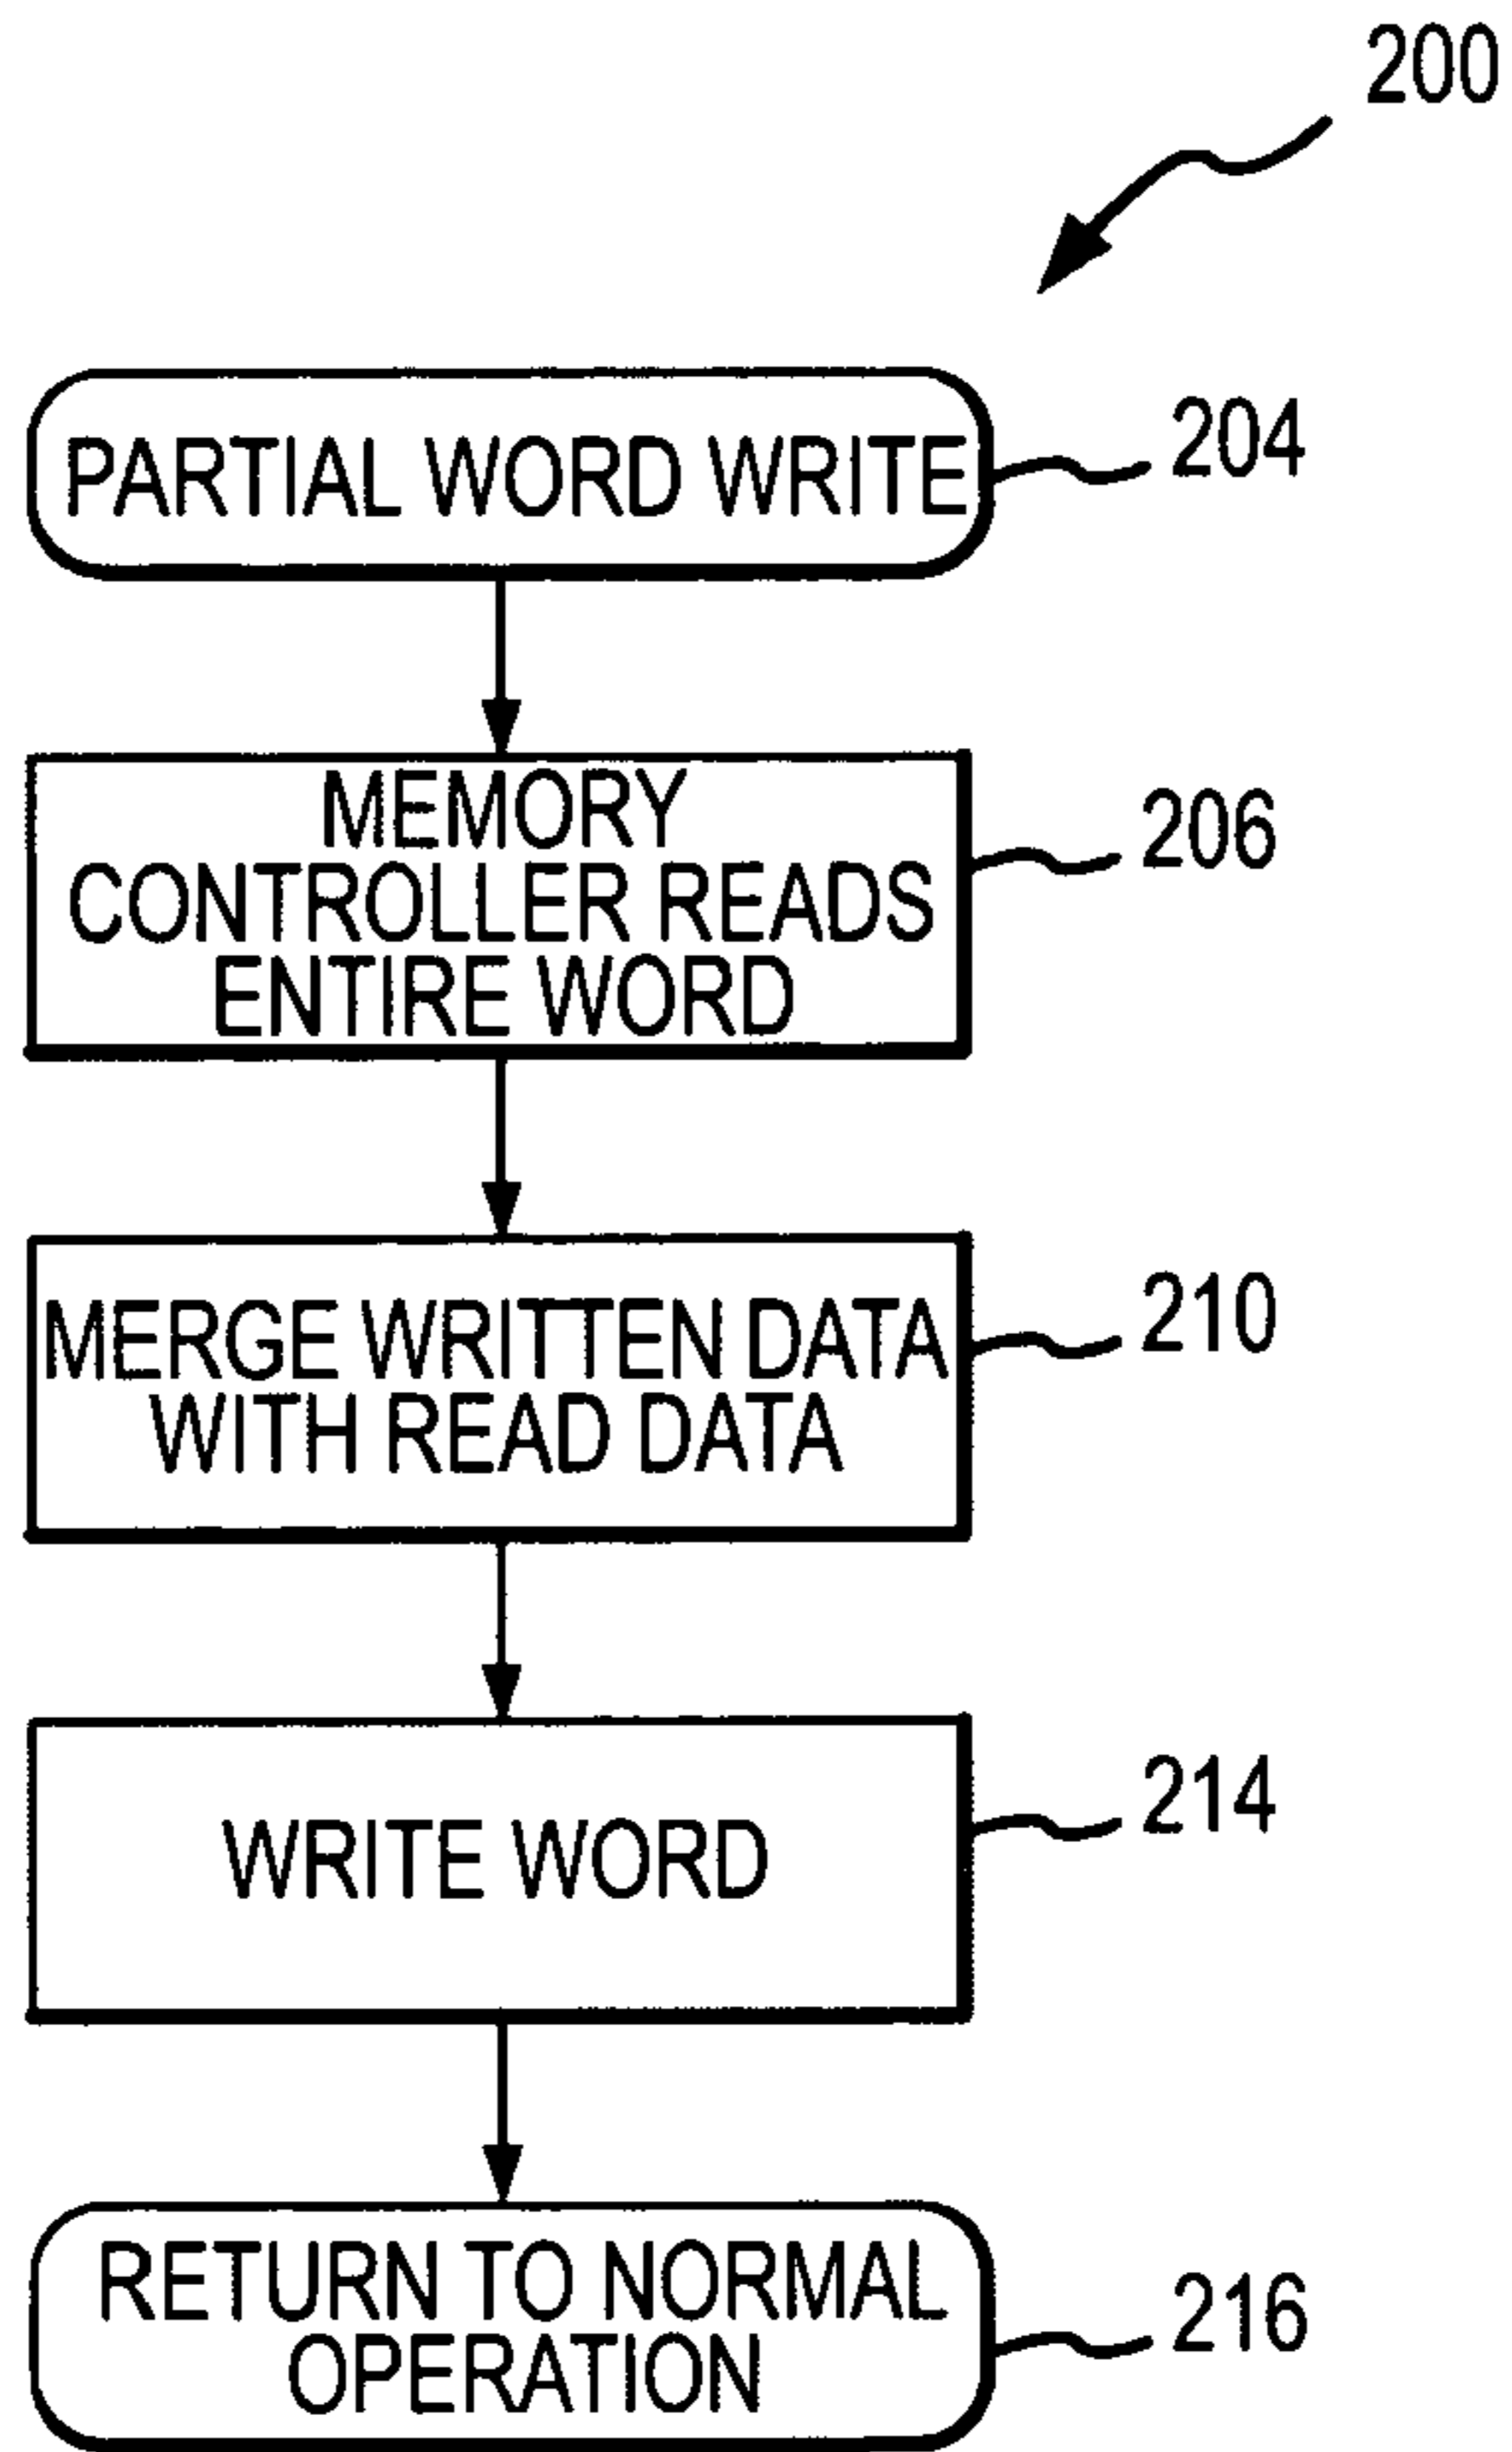 200
PARTIAL WORD WRITE
204
MEMORY
CONTROLLER READS
ENTIRE WORD
206
MERGE WRITTEN DATA
WITH READ DATA
210
WRITE WORD
214
RETURN TO NORMAL
OPERATION
216